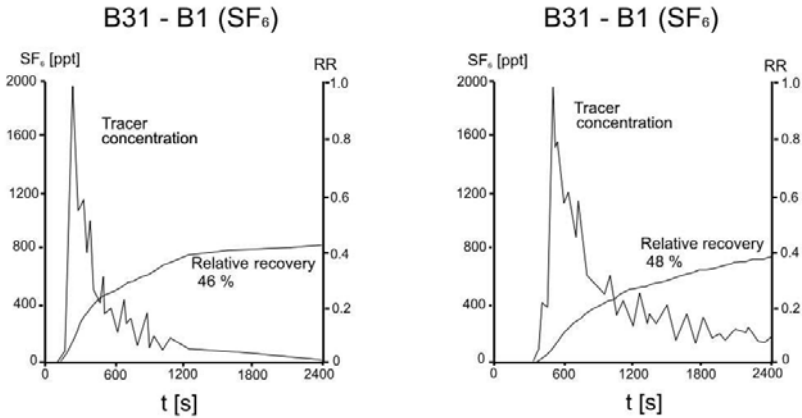 B31 - B1 (SF₆)
SF₆ [ppt]
RR
2000
1600
1200
800
400
0
1.0
0.8
0.6
0.4
0.2
0
Tracer
concentration
Relative recovery
46 %
0
600
1200
1800
2400
t [s]
B31 - B1 (SF₆)
SF₆ [ppt]
RR
2000
1600
1200
800
400
0
1.0
0.8
0.6
0.4
0.2
0
Tracer
concentration
Relative recovery
48 %
0
600
1200
1800
2400
t [s]